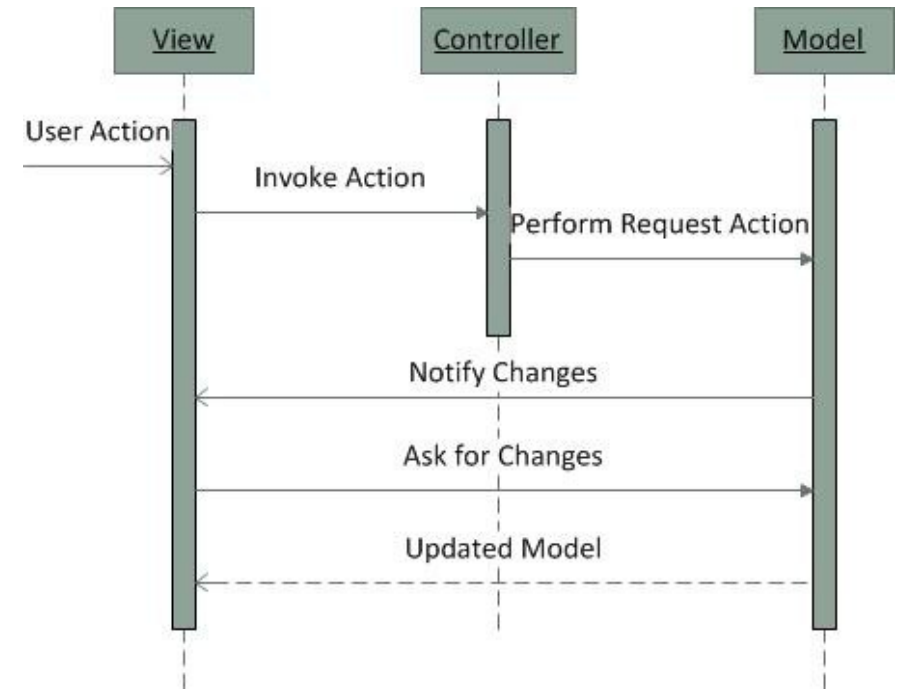 View
Controller
Model
User Action
Invoke Action
Perform Request Action
Notify Changes
Ask for Changes
Updated Model